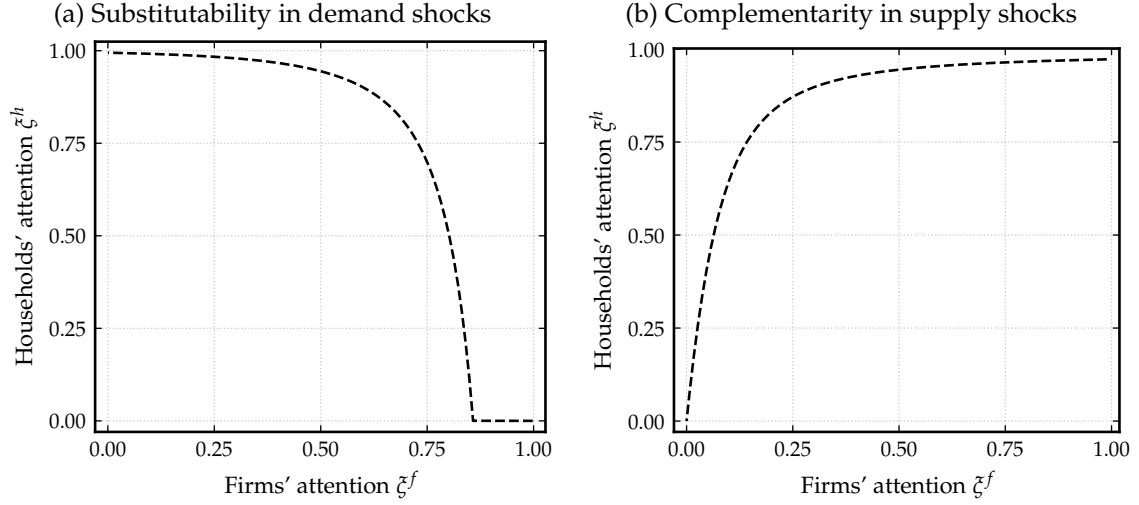 (a) Substitutability in demand shocks
1.00
0.75
0.50
0.25
0.00
Households' attention ξ^h
0.00 0.25 0.50 0.75 1.00
Firms' attention ξ^f
(b) Complementarity in supply shocks
1.00
0.75
0.50
0.25
0.00
Households' attention ξ^h
0.00 0.25 0.50 0.75 1.00
Firms' attention ξ^f